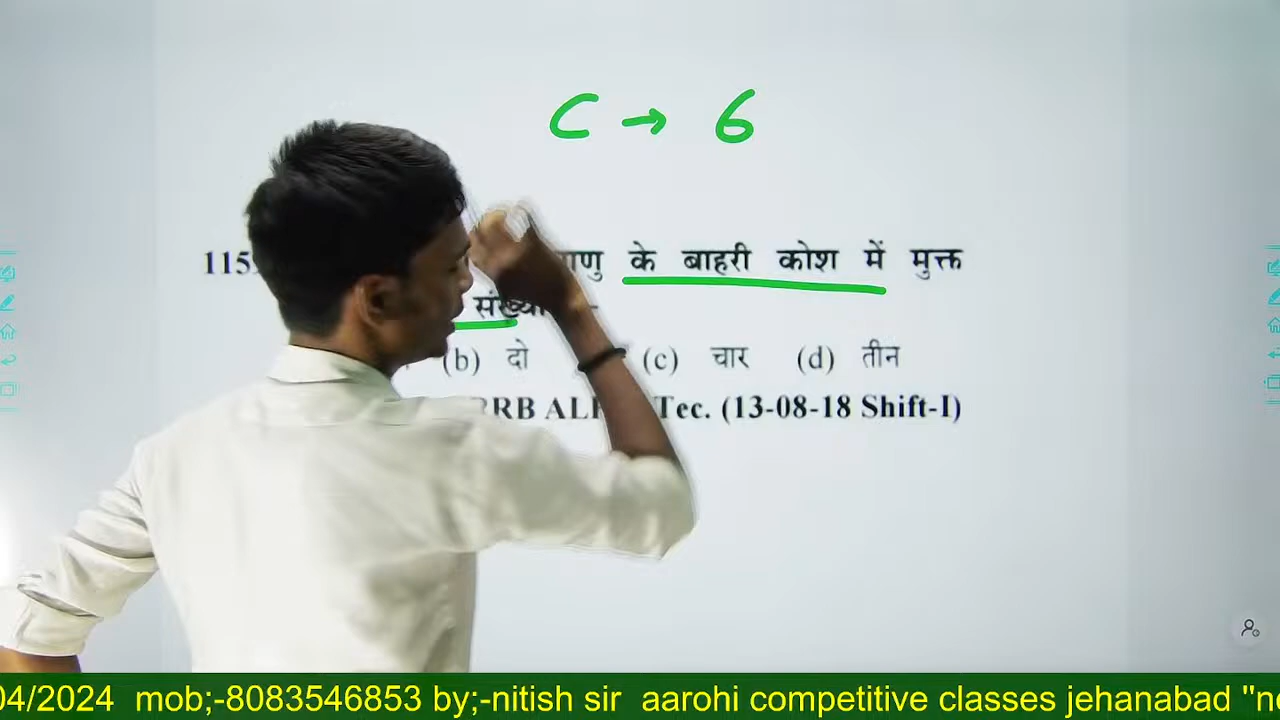 C → 6
115. के बाहरी कोश में मुक्त
संख्या -
(b) दो (c) चार (d) तीन
RRB ALP Tec. (13-08-18 Shift-I)
04/2024 mob;-8083546853 by;-nitish sir aarohi competitive classes jehanabad "n